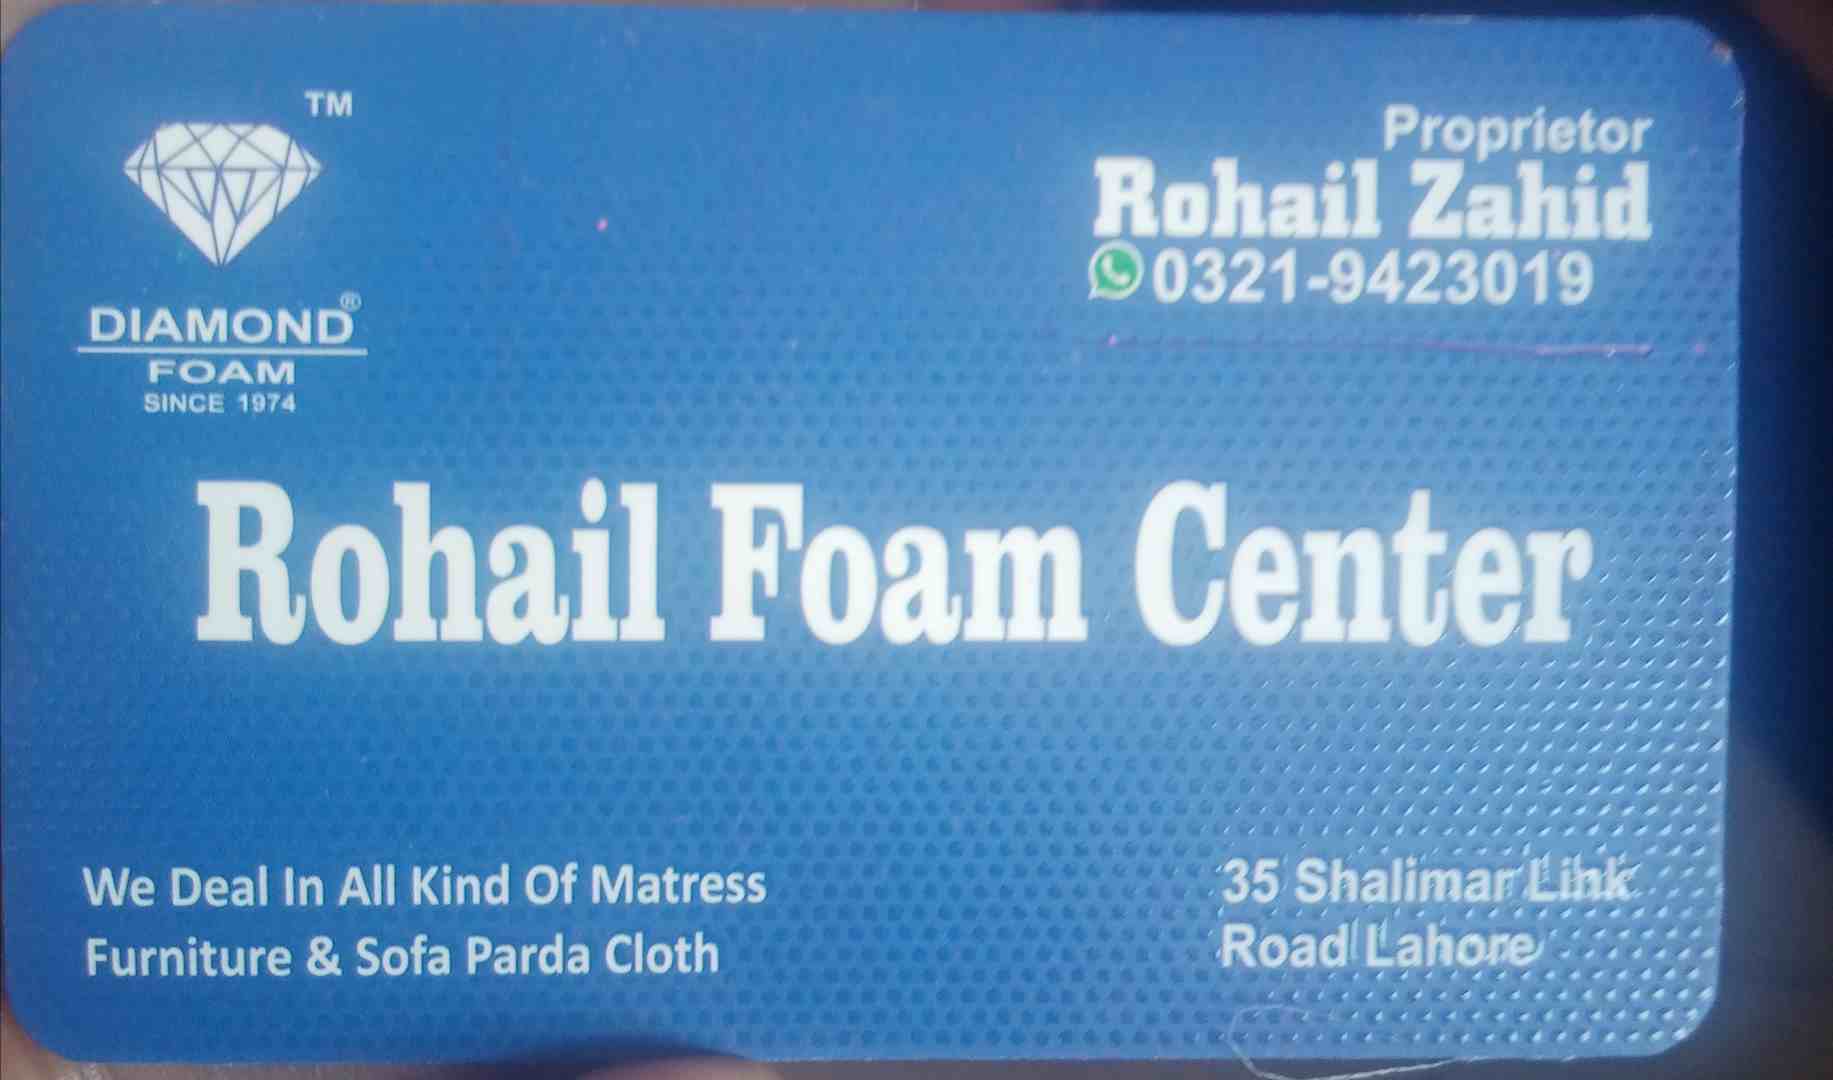 TM
DIAMOND®
FOAM
SINCE 1974
Proprietor
Rohail Zahid
0321-9423019
Rohail Foam Center
We Deal In All Kind Of Matress
Furniture & Sofa Parda Cloth
35 Shalimar Link
Road Lahore